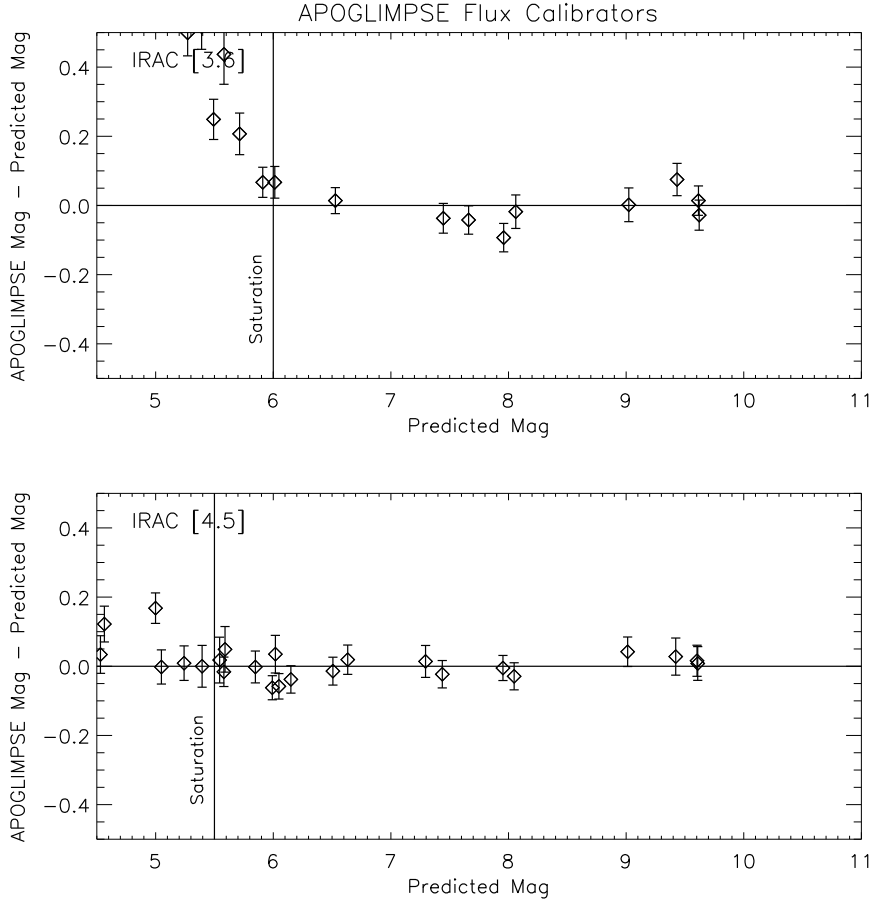 APOGLIMPSE Flux Calibrators
APOGLIMPSE Mag − Predicted Mag
0.4
0.2
0.0
−0.2
−0.4
IRAC [3.6]
Saturation
5 6 7 8 9 10 11
Predicted Mag
APOGLIMPSE Mag − Predicted Mag
0.4
0.2
0.0
−0.2
−0.4
IRAC [4.5]
Saturation
5 6 7 8 9 10 11
Predicted Mag